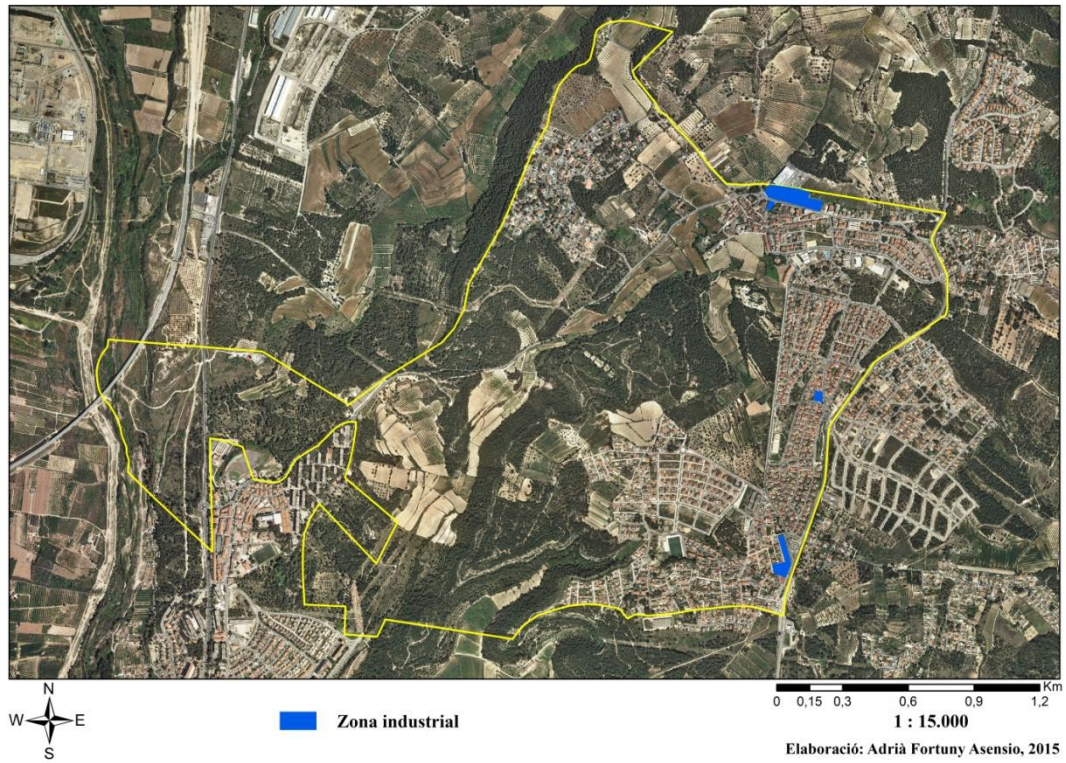 N
W E
S
Zona industrial
Km
0 0,15 0,3 0,6 0,9 1,2
1 : 15.000
Elaboració: Adrià Fortuny Asensio, 2015